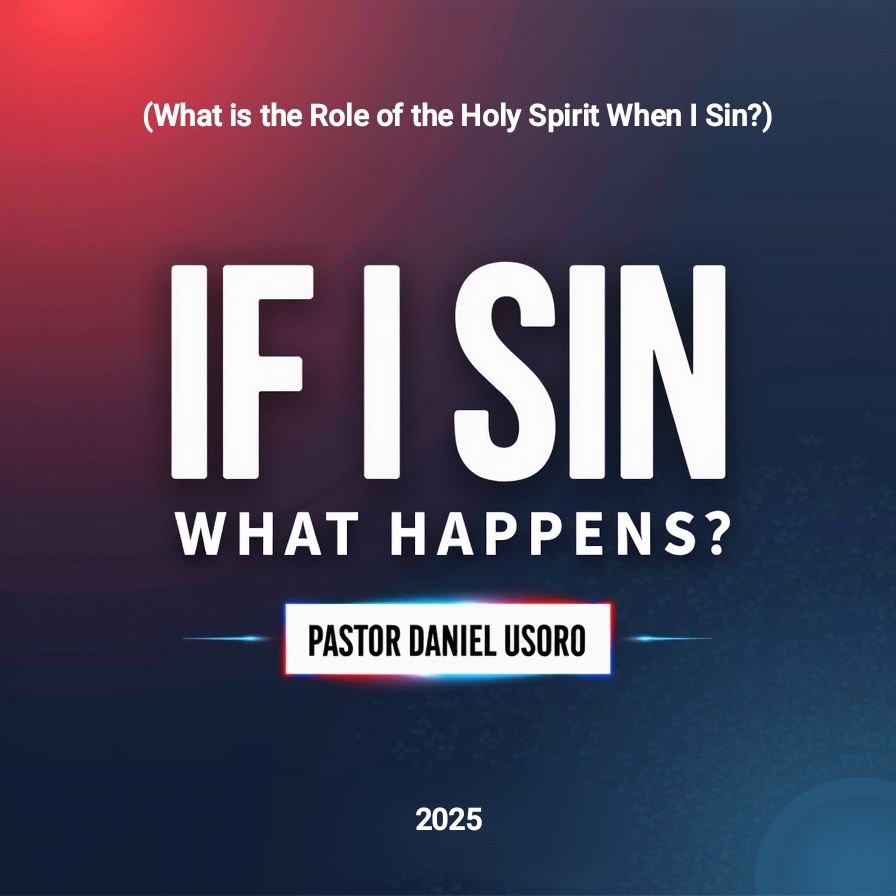 (What is the Role of the Holy Spirit When I Sin?)
IF I SIN
WHAT HAPPENS?
PASTOR DANIEL USORO
2025